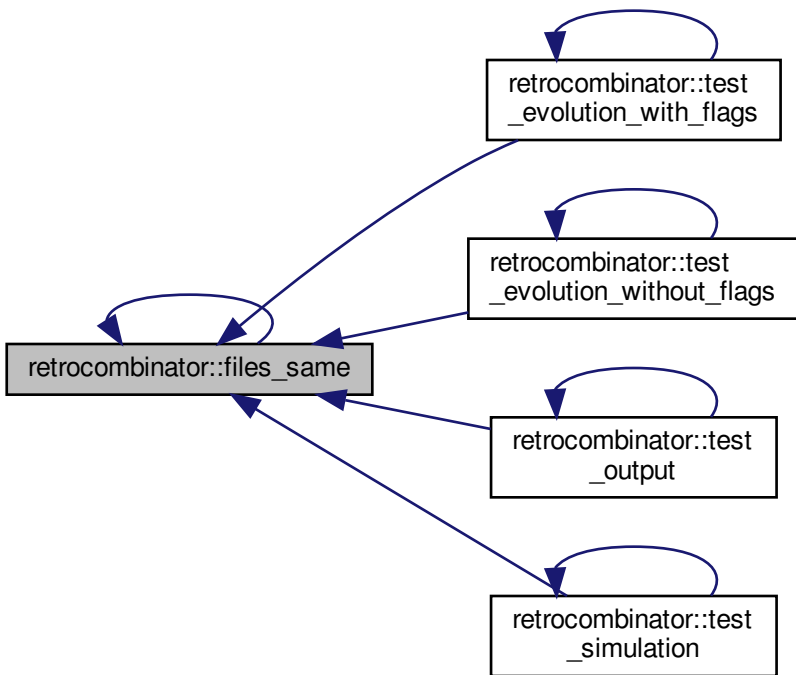 retrocombinator::test
_evolution_with_flags
retrocombinator::test
_evolution_without_flags
retrocombinator::files_same
retrocombinator::test
_output
retrocombinator::test
_simulation